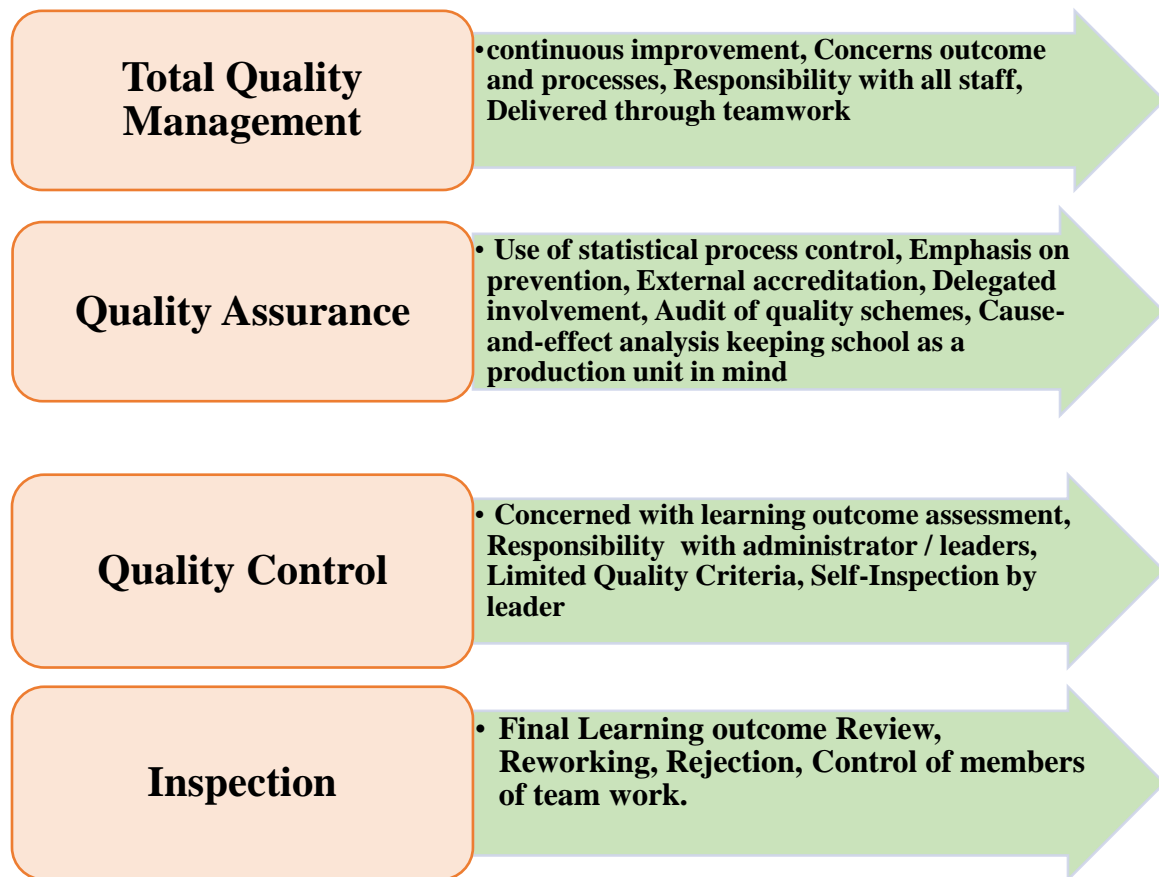 Total Quality
Management
•continuous improvement, Concerns outcome
and processes, Responsibility with all staff,
Delivered through teamwork
Quality Assurance
• Use of statistical process control, Emphasis on
prevention, External accreditation, Delegated
involvement, Audit of quality schemes, Cause-
and-effect analysis keeping school as a
production unit in mind
Quality Control
• Concerned with learning outcome assessment,
Responsibility  with administrator / leaders,
Limited Quality Criteria, Self-Inspection by
leader
Inspection
• Final Learning outcome Review,
Reworking, Rejection, Control of members
of team work.